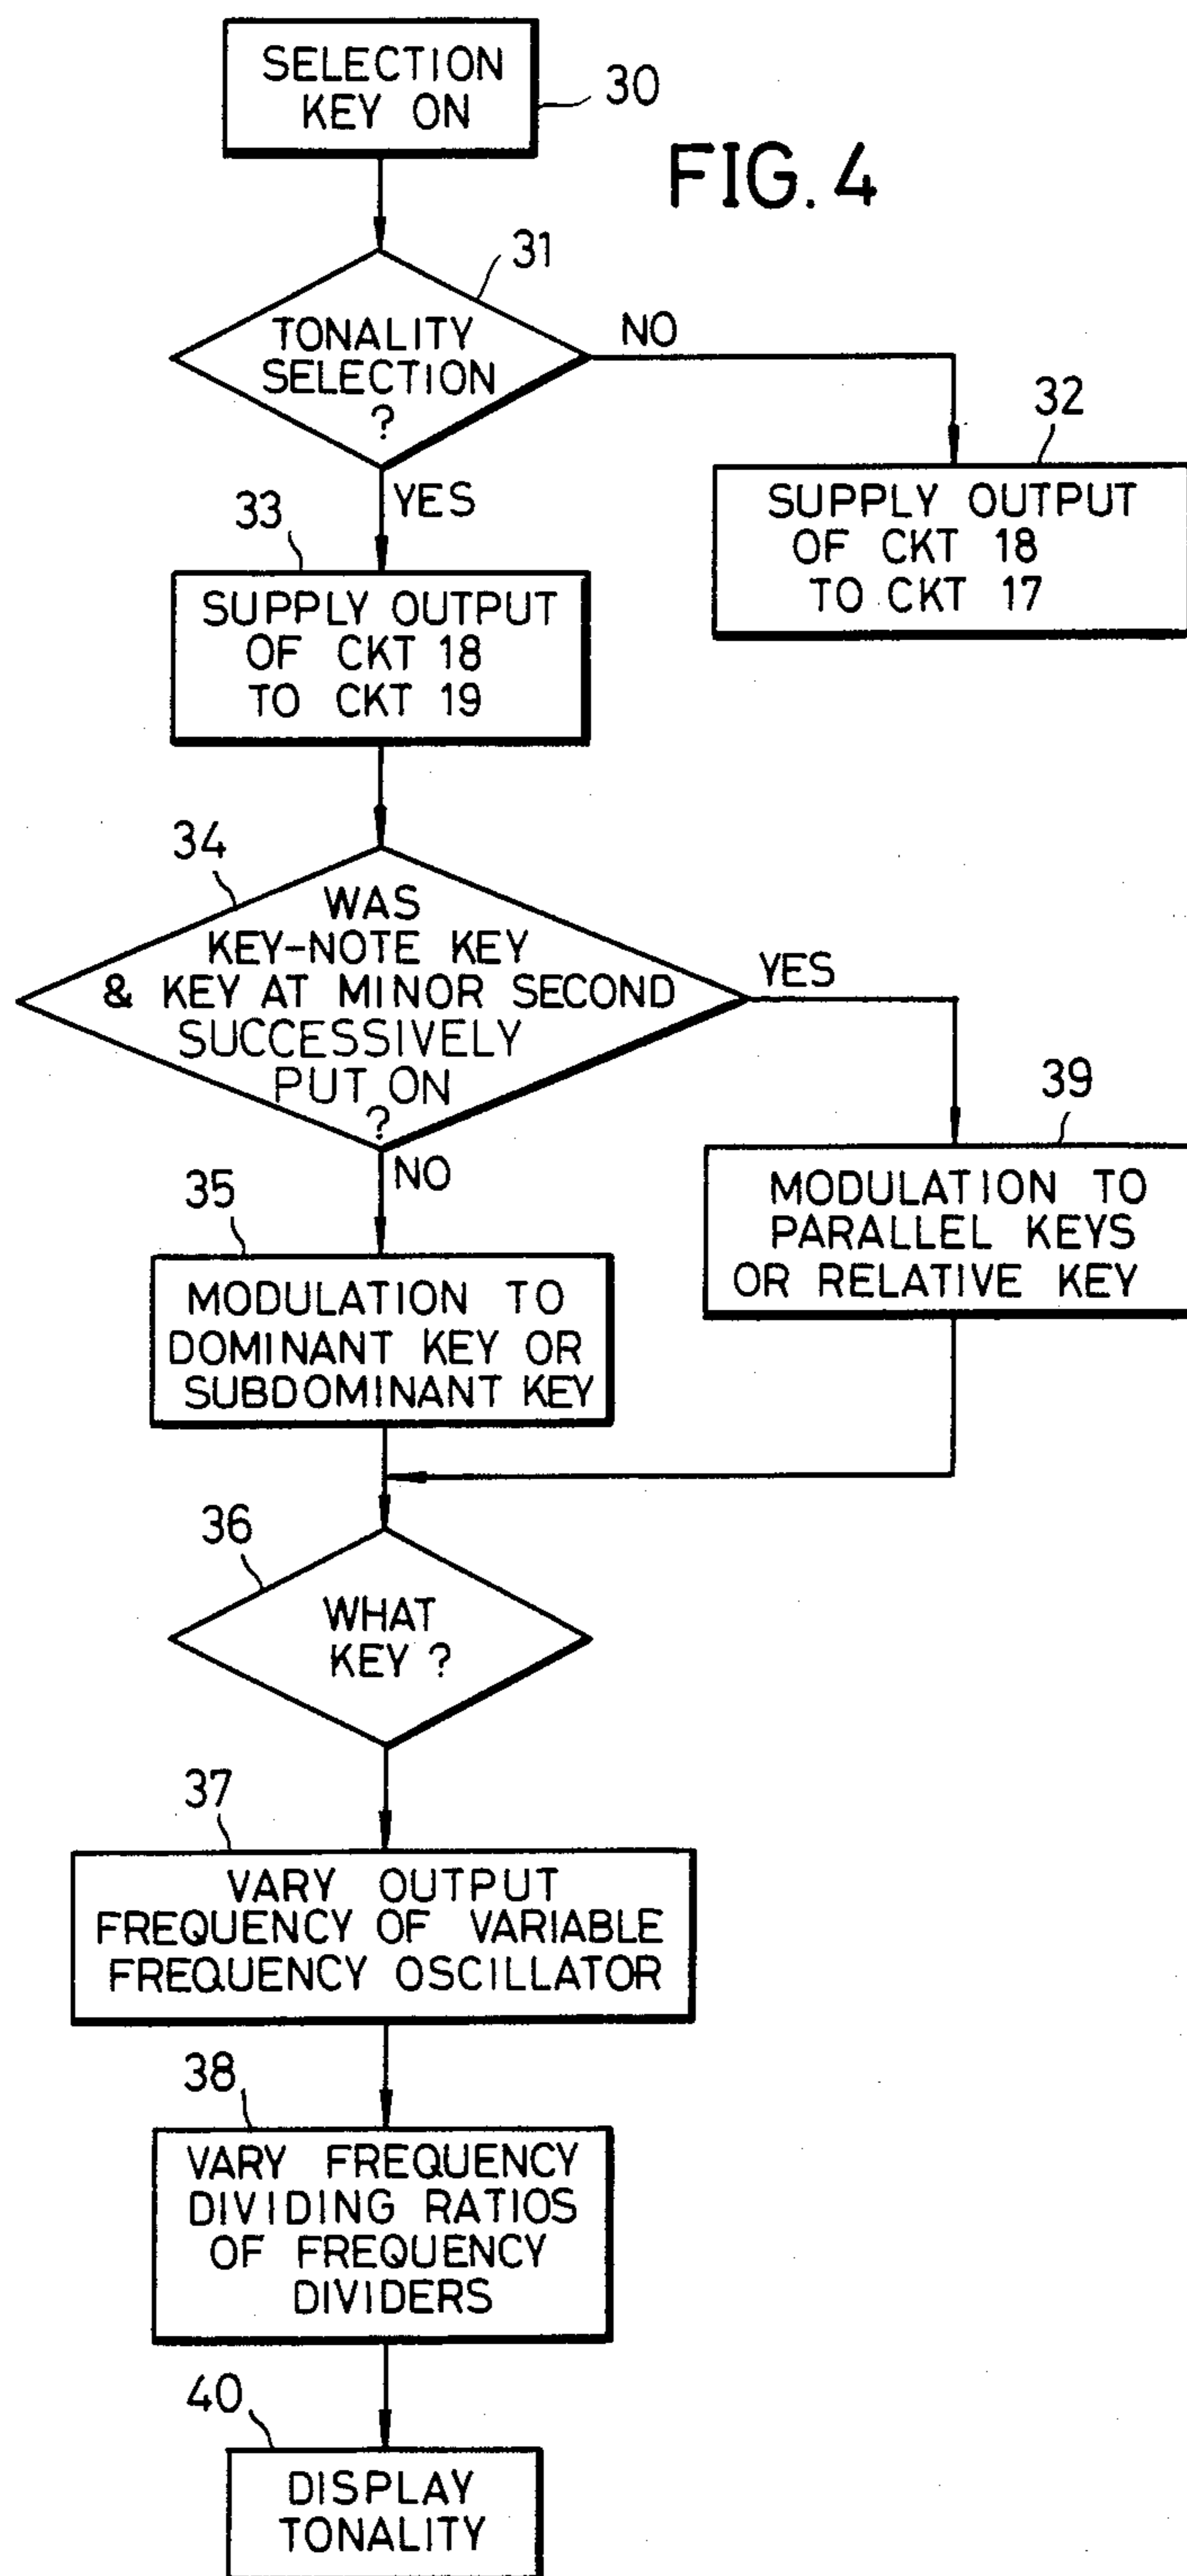 SELECTION
KEY ON
30
FIG. 4
31
TONALITY
SELECTION
?
NO
YES
32
SUPPLY OUTPUT
OF CKT 18
TO CKT 17
33
SUPPLY OUTPUT
OF CKT 18
TO CKT 19
34
WAS
KEY-NOTE KEY
& KEY AT MINOR SECOND
SUCCESSIVELY
PUT ON
?
YES
NO
39
MODULATION TO
PARALLEL KEYS
OR RELATIVE KEY
35
MODULATION TO
DOMINANT KEY OR
SUBDOMINANT KEY
36
WHAT
KEY ?
37
VARY OUTPUT
FREQUENCY OF VARIABLE
FREQUENCY OSCILLATOR
38
VARY FREQUENCY
DIVIDING RATIOS
OF FREQUENCY
DIVIDERS
40
DISPLAY
TONALITY